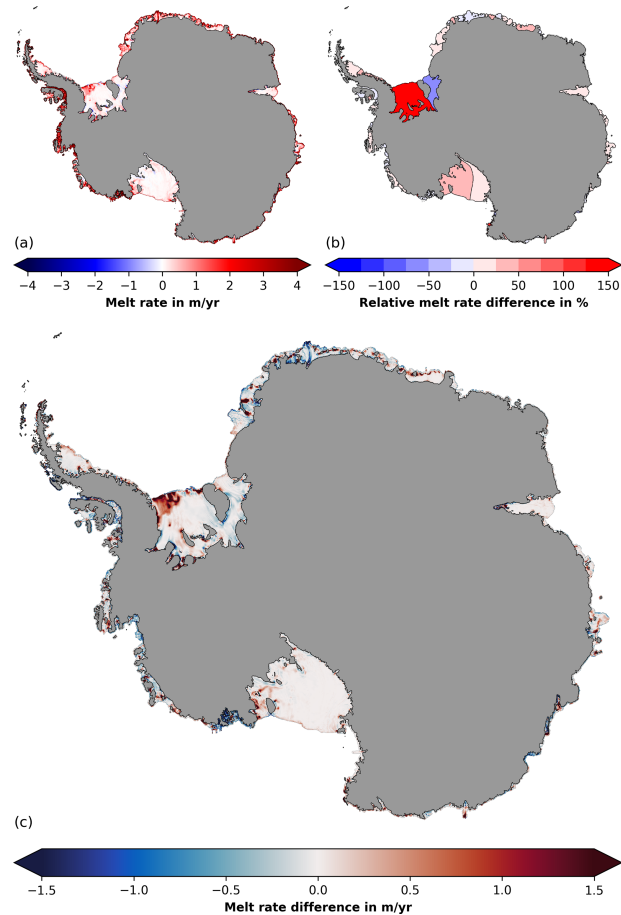 (a)
(b)
−4 −3 −2 −1 0 1 2 3 4
Melt rate in m/yr
−150 −100 −50 0 50 100 150
Relative melt rate difference in %
(c)
−1.5 −1.0 −0.5 0.0 0.5 1.0 1.5
Melt rate difference in m/yr